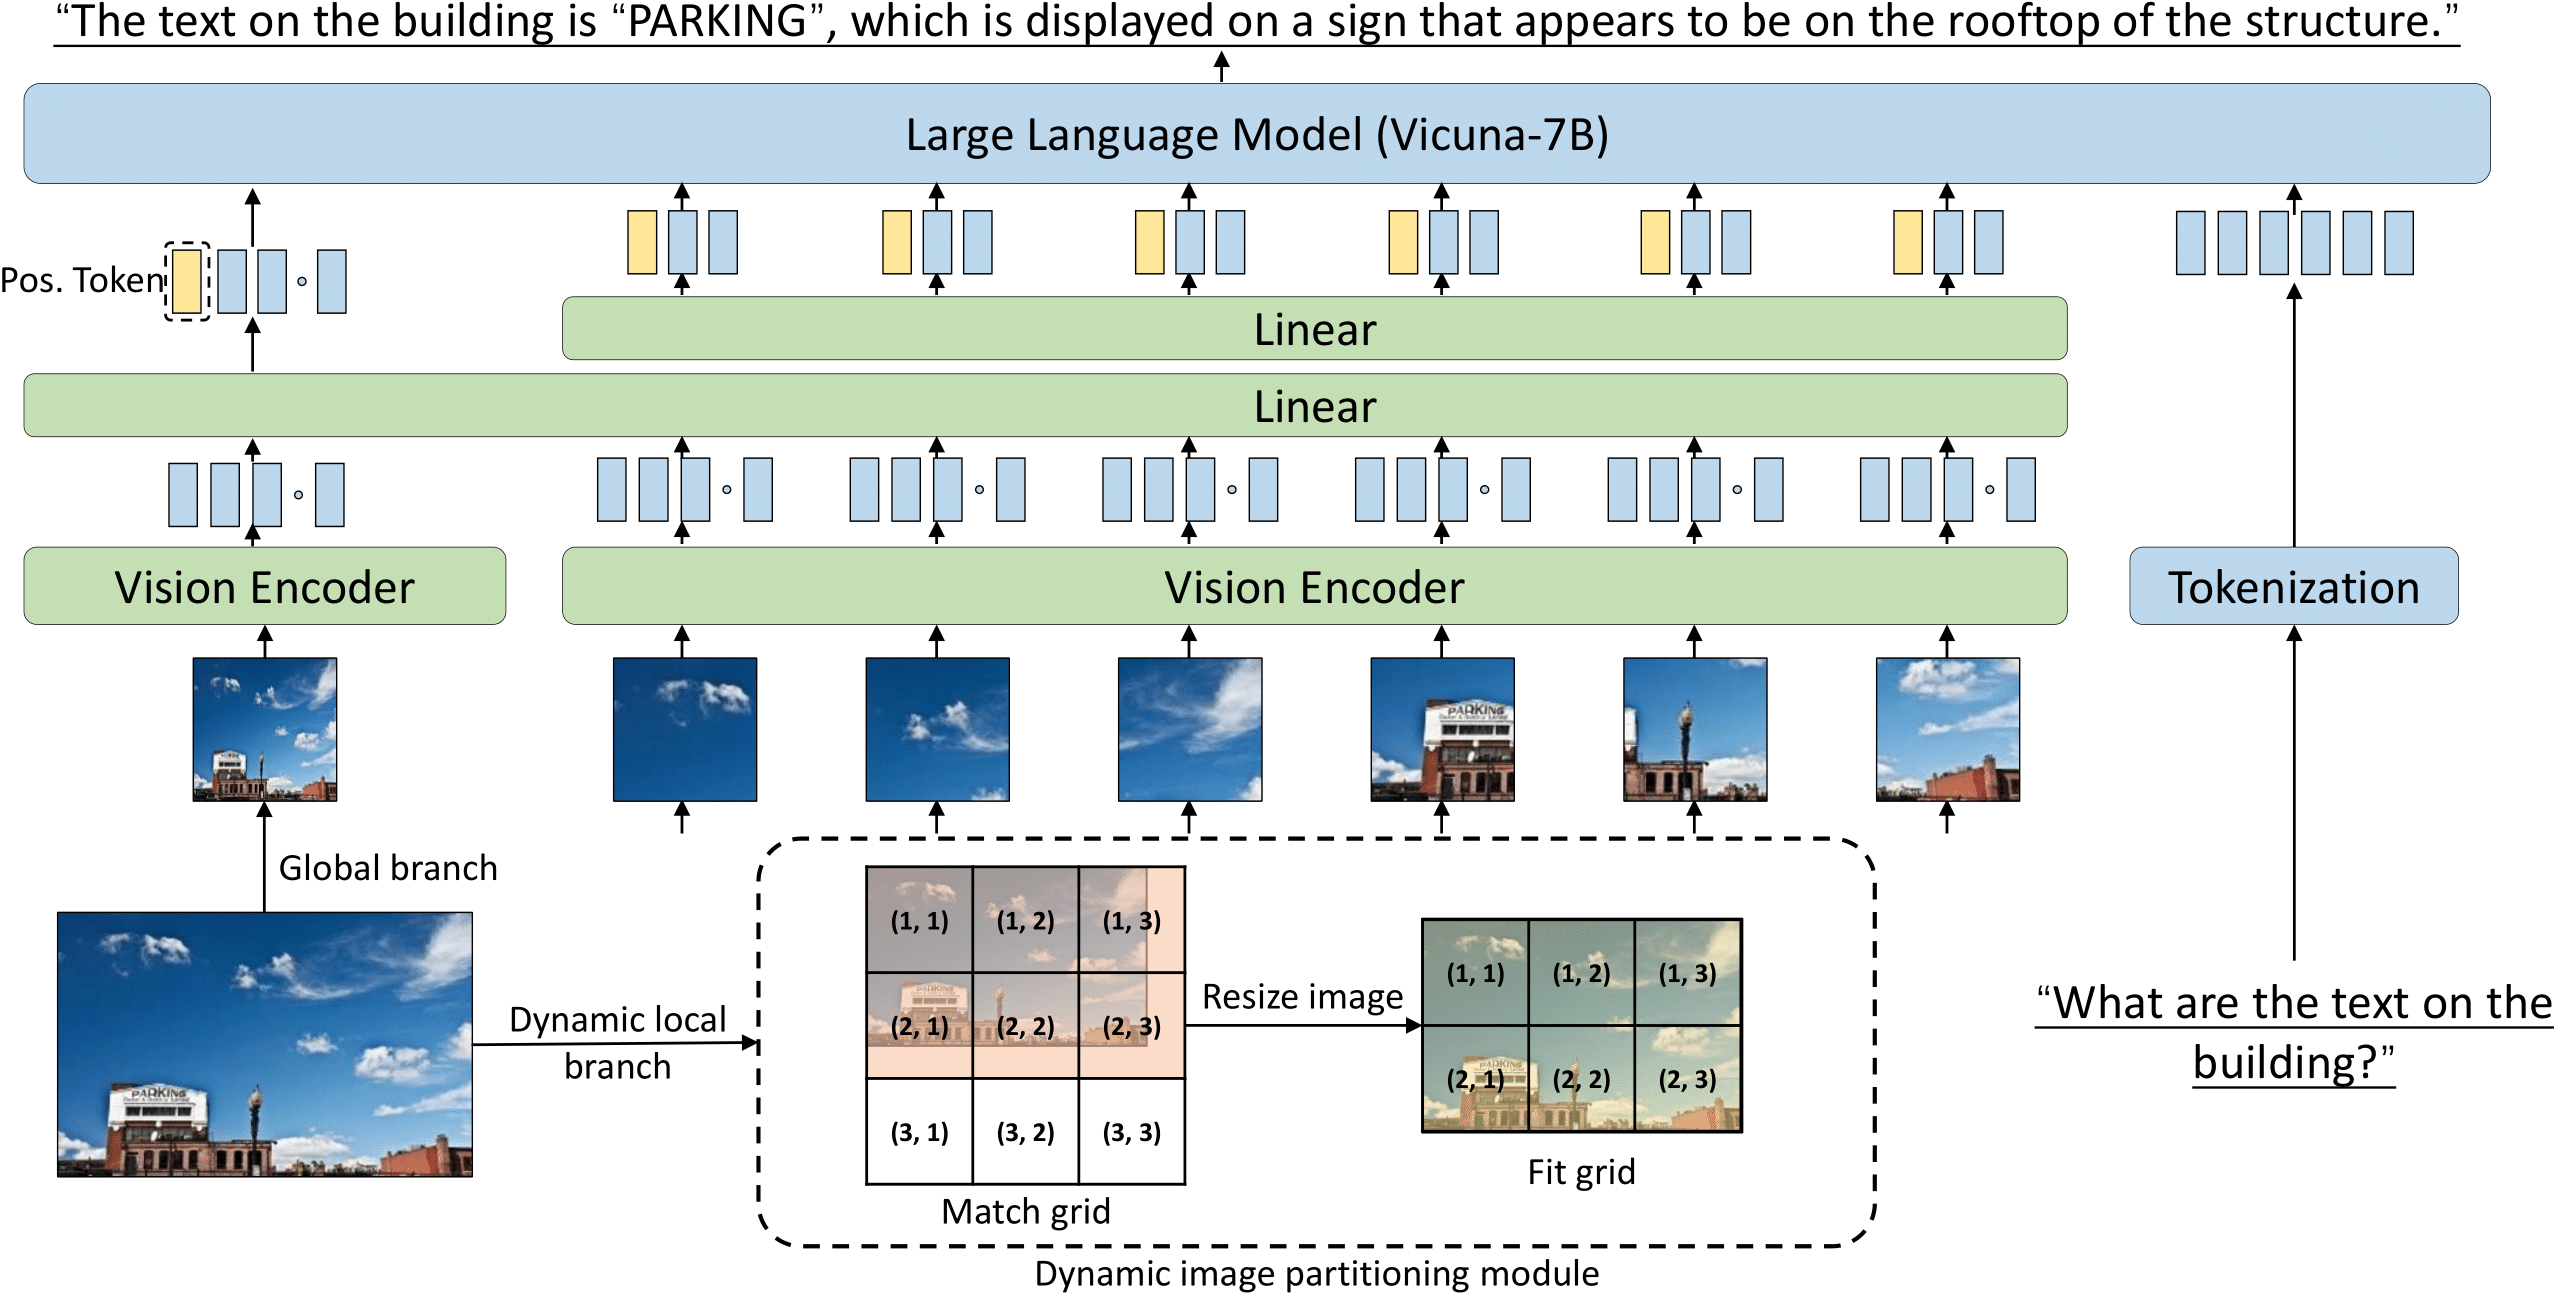 “The text on the building is “PARKING”, which is displayed on a sign that appears to be on the rooftop of the structure.”
Large Language Model (Vicuna-7B)
Pos. Token
Linear
Linear
Vision Encoder
Vision Encoder
Tokenization
PARKING
PARKING
Global branch
Dynamic local
branch
PARKING
(1, 1)
(1, 2)
(1, 3)
(2, 1)
(2, 2)
(2, 3)
(3, 1)
(3, 2)
(3, 3)
PARKING
Match grid
Resize image
(1, 1)
(1, 2)
(1, 3)
(2, 1)
(2, 2)
(2, 3)
PARKING
Fit grid
Dynamic image partitioning module
“What are the text on the
building?”